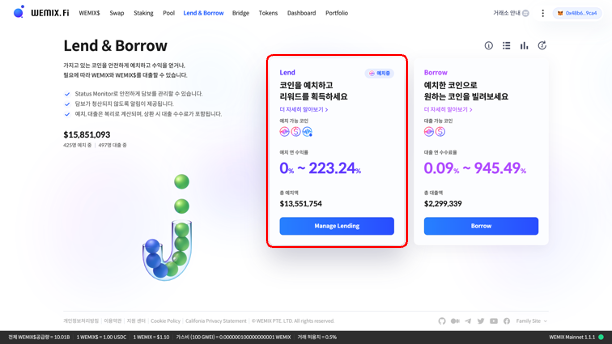 WEMIX.Fi WEMIX$ Swap Staking Pool Lend & Borrow Bridge Tokens Dashboard Portfolio 거래소 안내 0x48b6...9ca4
Lend & Borrow
가지고 있는 코인을 안전하게 예치하고 수익을 얻거나,
필요에 따라 WEMIX와 WEMIX$를 대출할 수 있습니다.
Status Monitor로 안전하게 담보를 관리할 수 있습니다.
담보가 청산되지 않도록 알림이 제공됩니다.
예치, 대출은 복리로 계산되며, 상환 시 대출 수수료가 포함됩니다.
$15,851,093
425명 예치 중 497명 대출 중
Lend
예치중
코인을 예치하고
리워드를 획득하세요
더 자세히 알아보기 >
예치 가능 코인
예치 연 수익률
0% ~ 223.24%
총 예치액
$13,551,754
Manage Lending
Borrow
예치한 코인으로
원하는 코인을 빌려보세요
더 자세히 알아보기 >
대출 가능 코인
대출 연 수수료율
0.09% ~ 945.49%
총 대출액
$2,299,339
Borrow
개인정보처리방침 이용약관 지원 센터 Cookie Policy California Privacy Statement © WEMIX PTE. LTD. All rights reserved. Family Site
전체 WEMIX$공급량 = 10.01B 1 WEMIX$ = 1.00 USDC 1 WEMIX = $1.10 가스비 (100 GWEI) = 0.000000100000000001 WEMIX 거래 허용치 = 0.5% WEMIX Mainnet 1.1.1